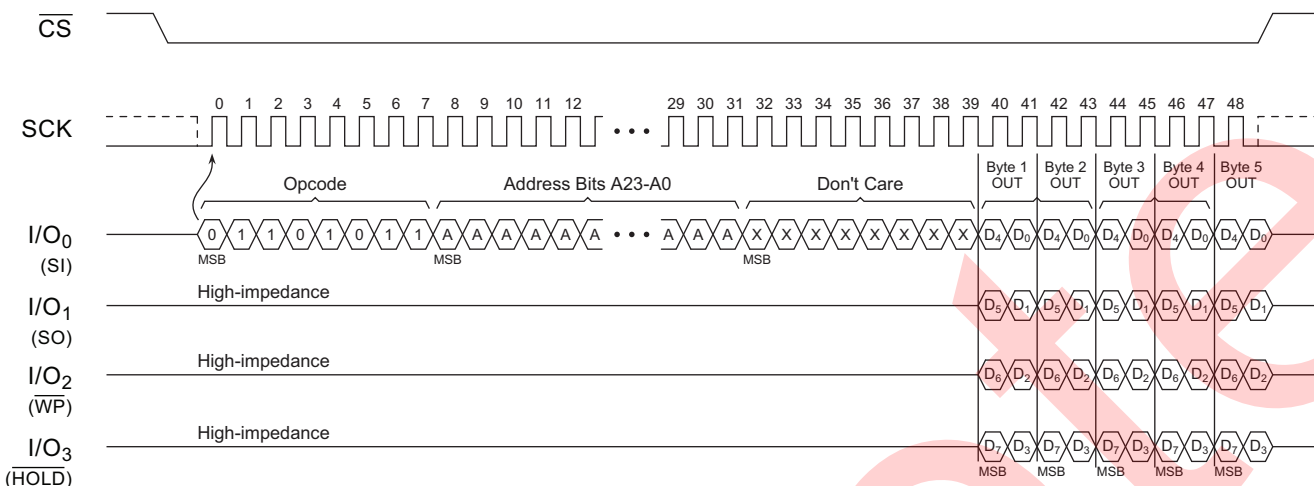 CS
SCK
0 1 2 3 4 5 6 7 8 9 10 11 12 ••• 29 30 31 32 33 34 35 36 37 38 39 40 41 42 43 44 45 46 47 48
Opcode
Address Bits A23-A0
Don't Care
Byte 1 OUT
Byte 2 OUT
Byte 3 OUT
Byte 4 OUT
Byte 5 OUT
I/O0 (SI)
0 1 1 0 1 0 1 1 A A A A A A ••• A A A X X X X X X X X D4 D0 D4 D0 D4 D0 D4 D0 D4 D0
MSB MSB MSB
I/O1 (SO)
High-impedance
D5 D1 D5 D1 D5 D1 D5 D1 D5 D1
I/O2 (WP)
High-impedance
D6 D2 D6 D2 D6 D2 D6 D2 D6 D2
I/O3 (HOLD)
High-impedance
D7 D3 D7 D3 D7 D3 D7 D3 D7 D3
MSB MSB MSB MSB MSB